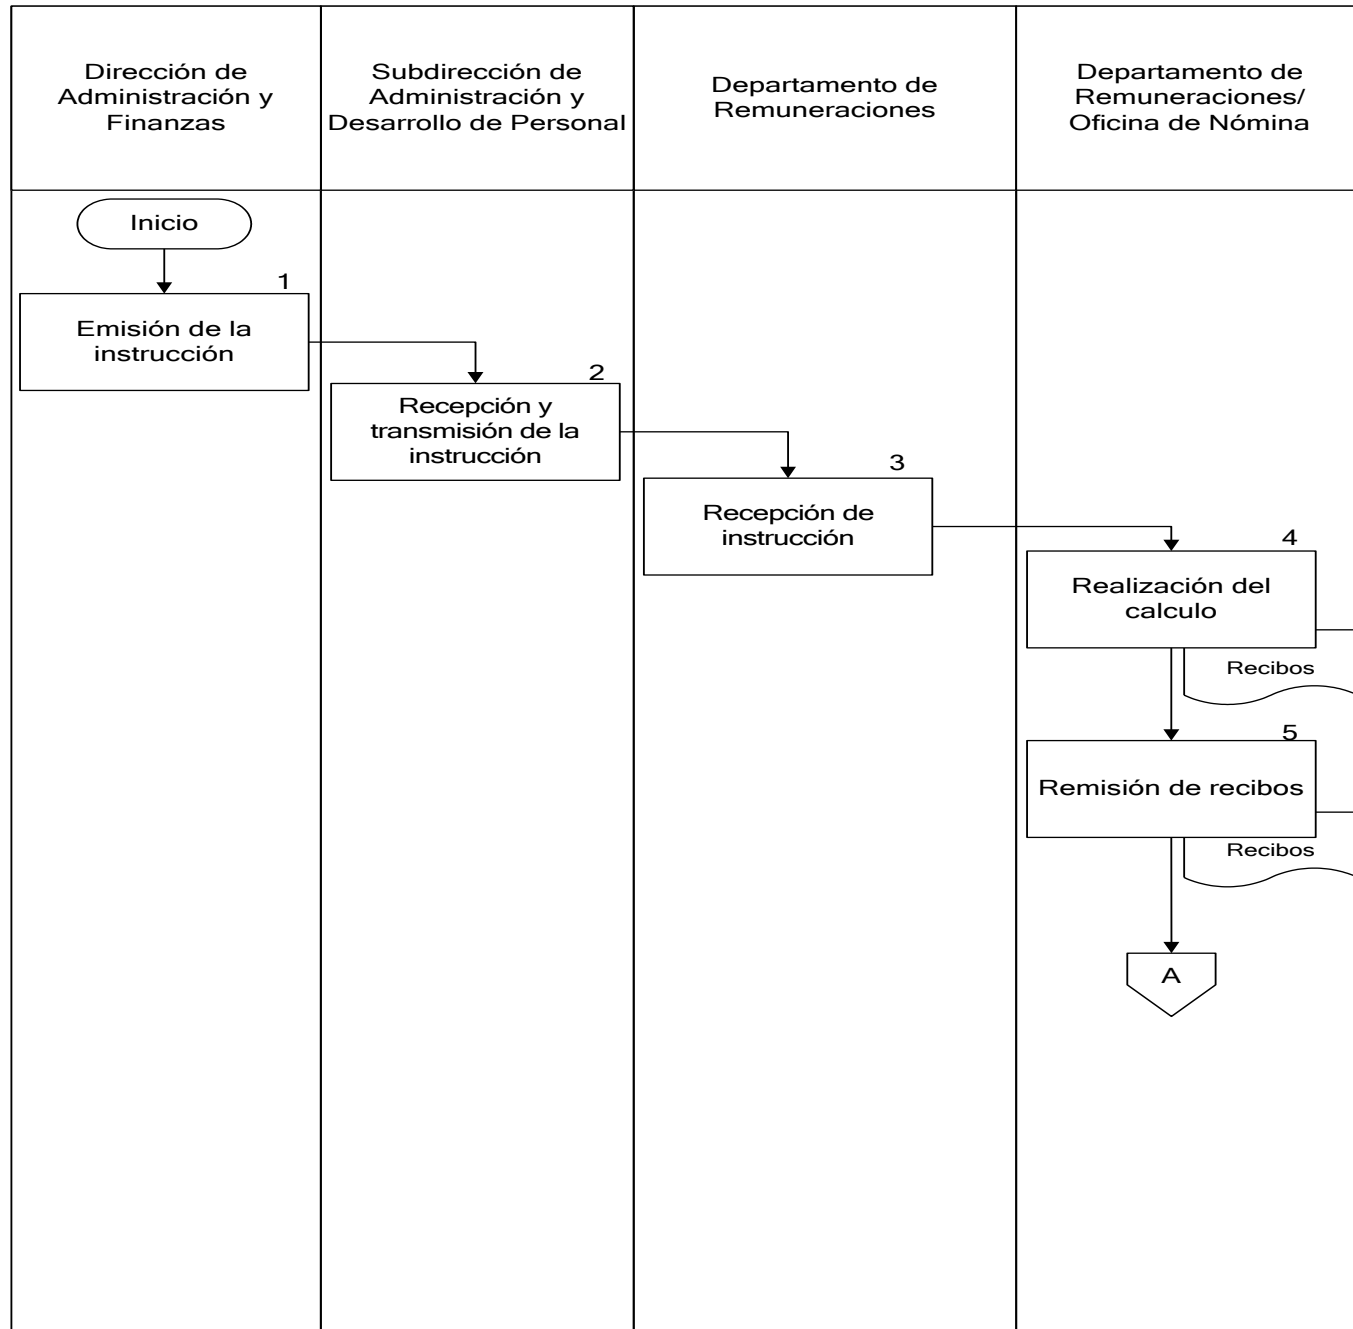 Dirección de
Administración y
Finanzas
Subdirección de
Administración y
Desarrollo de Personal
Departamento de
Remuneraciones
Departamento de
Remuneraciones/
Oficina de Nómina
Inicio
1
Emisión de la
instrucción
2
Recepción y
transmisión de la
instrucción
3
Recepción de
instrucción
4
Realización del
calculo
Recibos
5
Remisión de recibos
Recibos
A